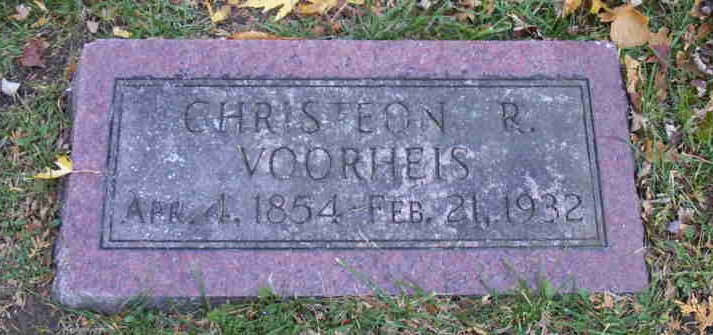 CHRISTEON R.
VOORHEIS
APR. 4, 1854-FEB. 21, 1932